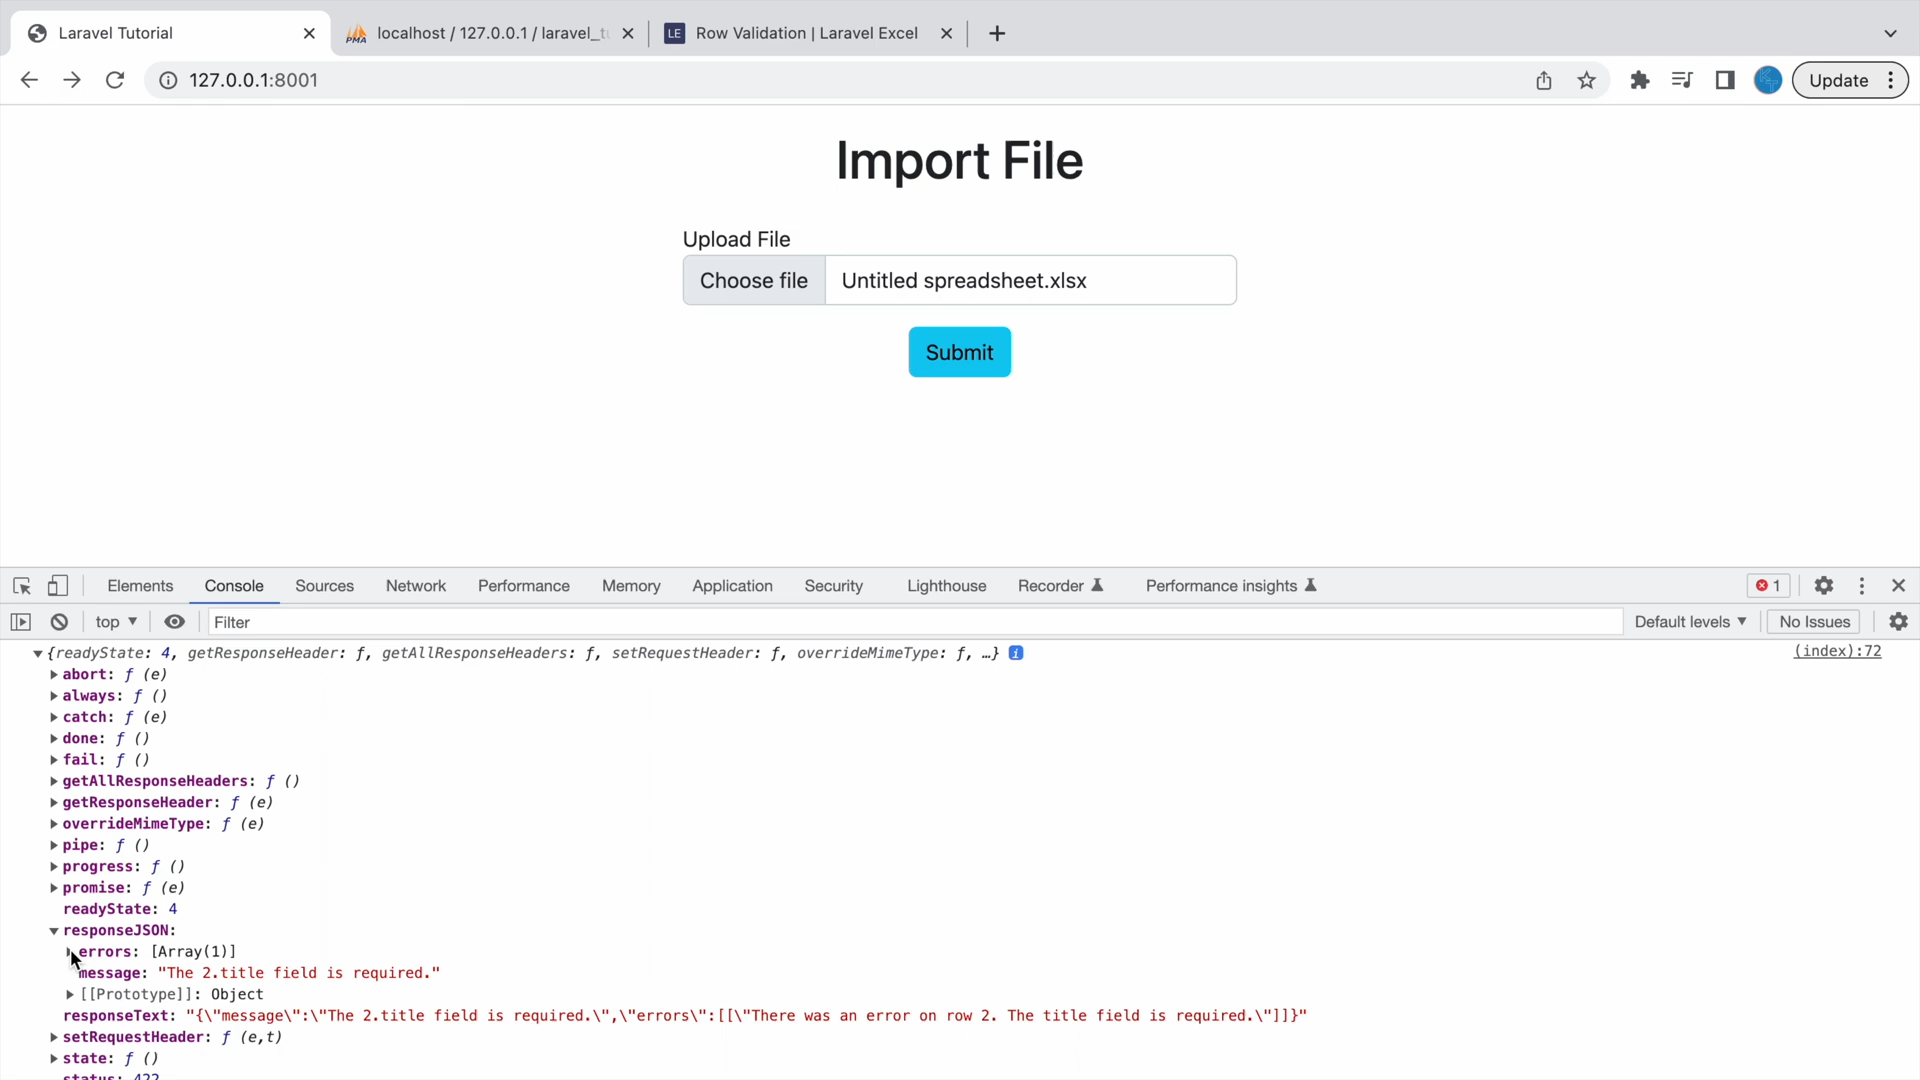 Laravel Tutorial
localhost / 127.0.0.1 / laravel_tu
LE Row Validation | Laravel Excel
127.0.0.1:8001
Update
Import File
Upload File
Choose file Untitled spreadsheet.xlsx
Submit
Elements Console Sources Network Performance Memory Application Security Lighthouse Recorder Performance insights 1
top Filter Default levels No Issues
{readyState: 4, getResponseHeader: ƒ, getAllResponseHeaders: ƒ, setRequestHeader: ƒ, overrideMimeType: ƒ, …} i (index):72
abort: ƒ (e)
always: ƒ ()
catch: ƒ (e)
done: ƒ ()
fail: ƒ ()
getAllResponseHeaders: ƒ ()
getResponseHeader: ƒ (e)
overrideMimeType: ƒ (e)
pipe: ƒ ()
progress: ƒ ()
promise: ƒ (e)
readyState: 4
responseJSON:
errors: [Array(1)]
message: "The 2.title field is required."
[[Prototype]]: Object
responseText: "{\"message\":\"The 2.title field is required.\",\"errors\":[[\"There was an error on row 2. The title field is required.\"]]}"
setRequestHeader: ƒ (e,t)
state: ƒ ()
status: 422